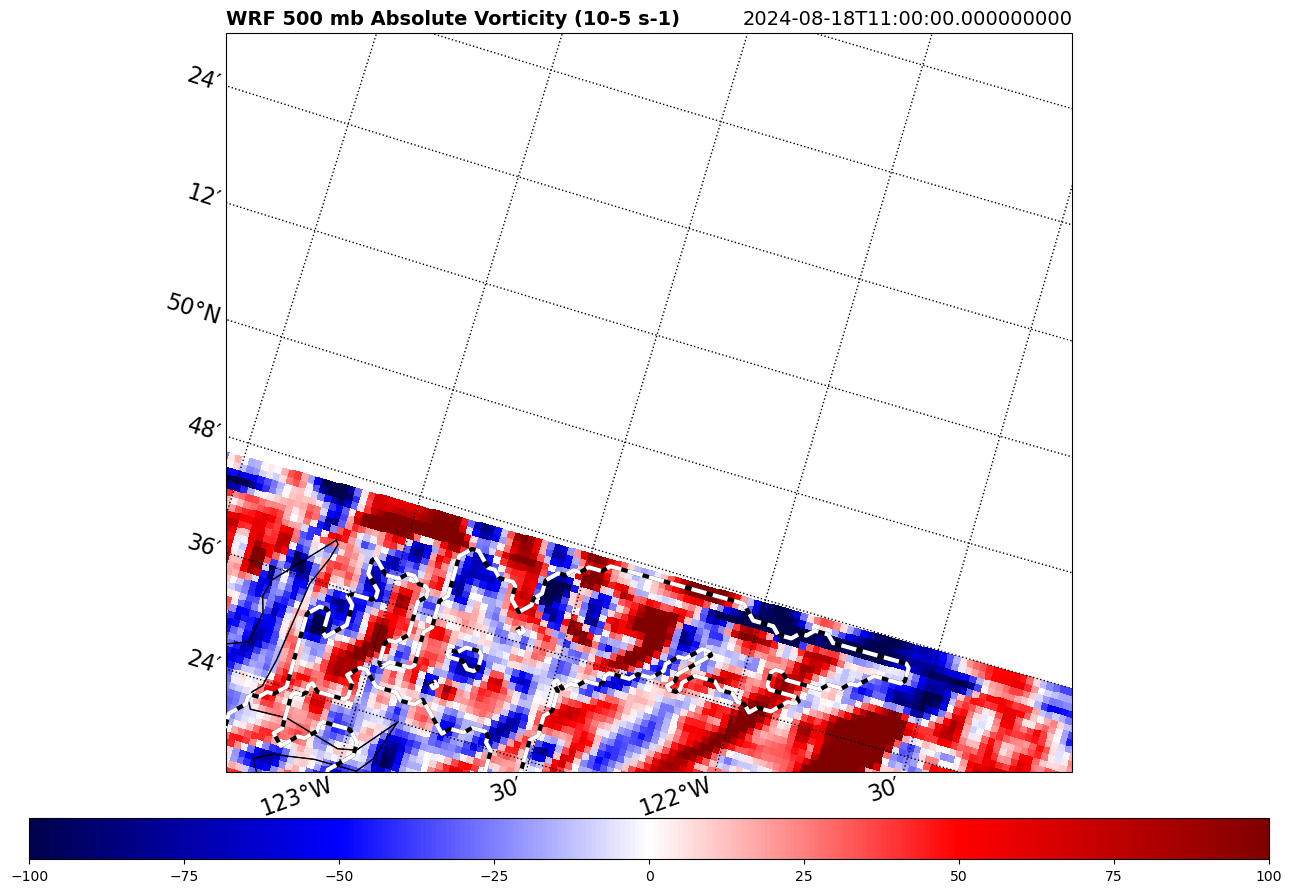 WRF 500 mb Absolute Vorticity (10-5 s-1) 2024-08-18T11:00:00.000000000
24′
12′
50°N
48′
36′
24′
123°W 30′ 122°W 30′
−100 −75 −50 −25 0 25 50 75 100